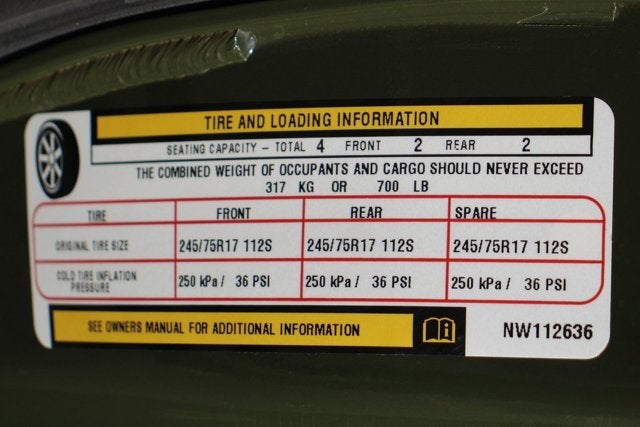 TIRE AND LOADING INFORMATION
SEATING CAPACITY - TOTAL 4 FRONT 2 REAR 2
THE COMBINED WEIGHT OF OCCUPANTS AND CARGO SHOULD NEVER EXCEED
317 KG OR 700 LB
TIRE FRONT REAR SPARE
ORIGINAL TIRE SIZE 245/75R17 112S 245/75R17 112S 245/75R17 112S
COLD TIRE INFLATION
PRESSURE 250 kPa / 36 PSI 250 kPa / 36 PSI 250 kPa / 36 PSI
SEE OWNERS MANUAL FOR ADDITIONAL INFORMATION
NW112636